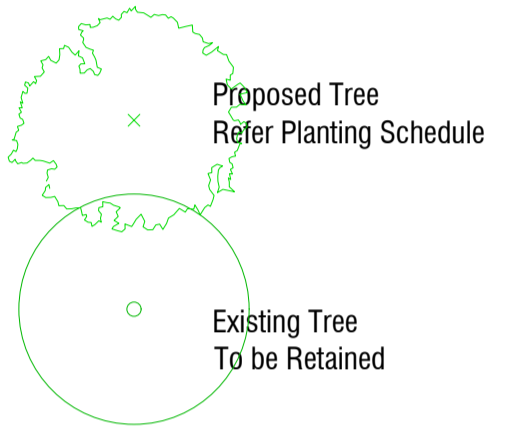 Proposed Tree
Refer Planting Schedule
Existing Tree
To be Retained